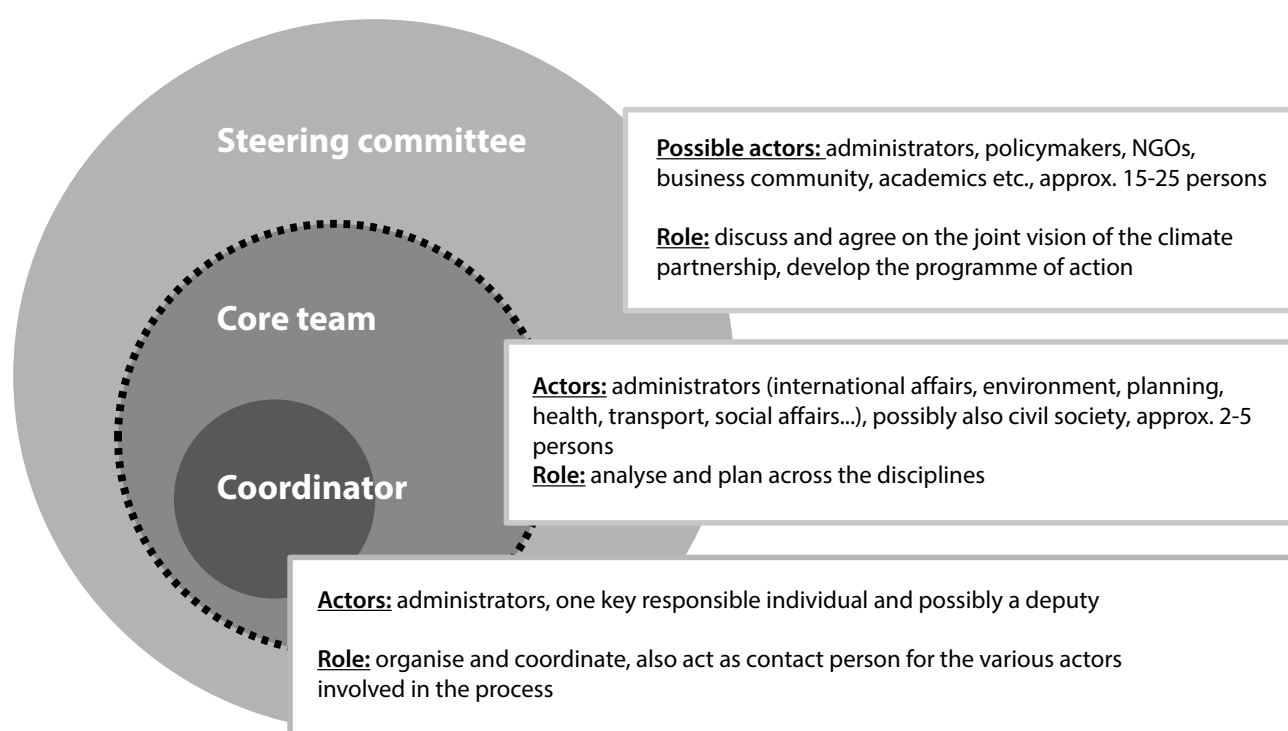 Steering committee
Possible actors: administrators, policymakers, NGOs,
business community, academics etc., approx. 15-25 persons
Role: discuss and agree on the joint vision of the climate
partnership, develop the programme of action
Core team
Actors: administrators (international affairs, environment, planning,
health, transport, social affairs...), possibly also civil society, approx. 2-5
persons
Role: analyse and plan across the disciplines
Coordinator
Actors: administrators, one key responsible individual and possibly a deputy
Role: organise and coordinate, also act as contact person for the various actors
involved in the process